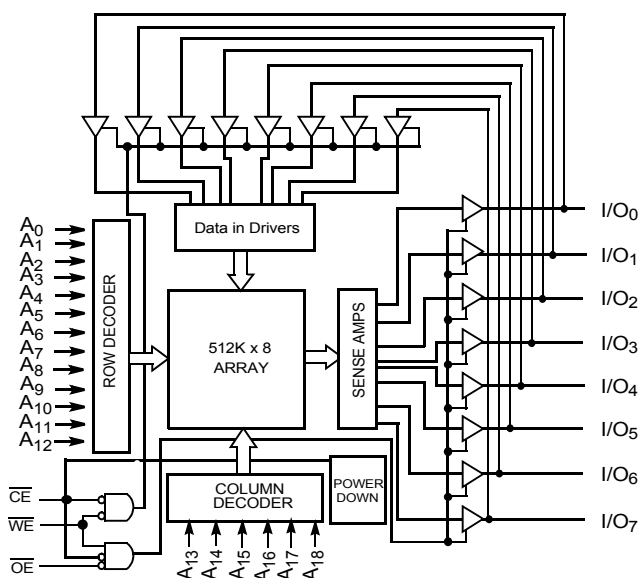 Data in Drivers
A0
A1
A2
A3
A4
A5
A6
A7
A8
A9
A10
A11
A12
ROW DECODER
512K x 8
ARRAY
SENSE AMPS
I/O0
I/O1
I/O2
I/O3
I/O4
I/O5
I/O6
I/O7
COLUMN
DECODER
POWER
DOWN
CE
WE
OE
A13
A14
A15
A16
A17
A18